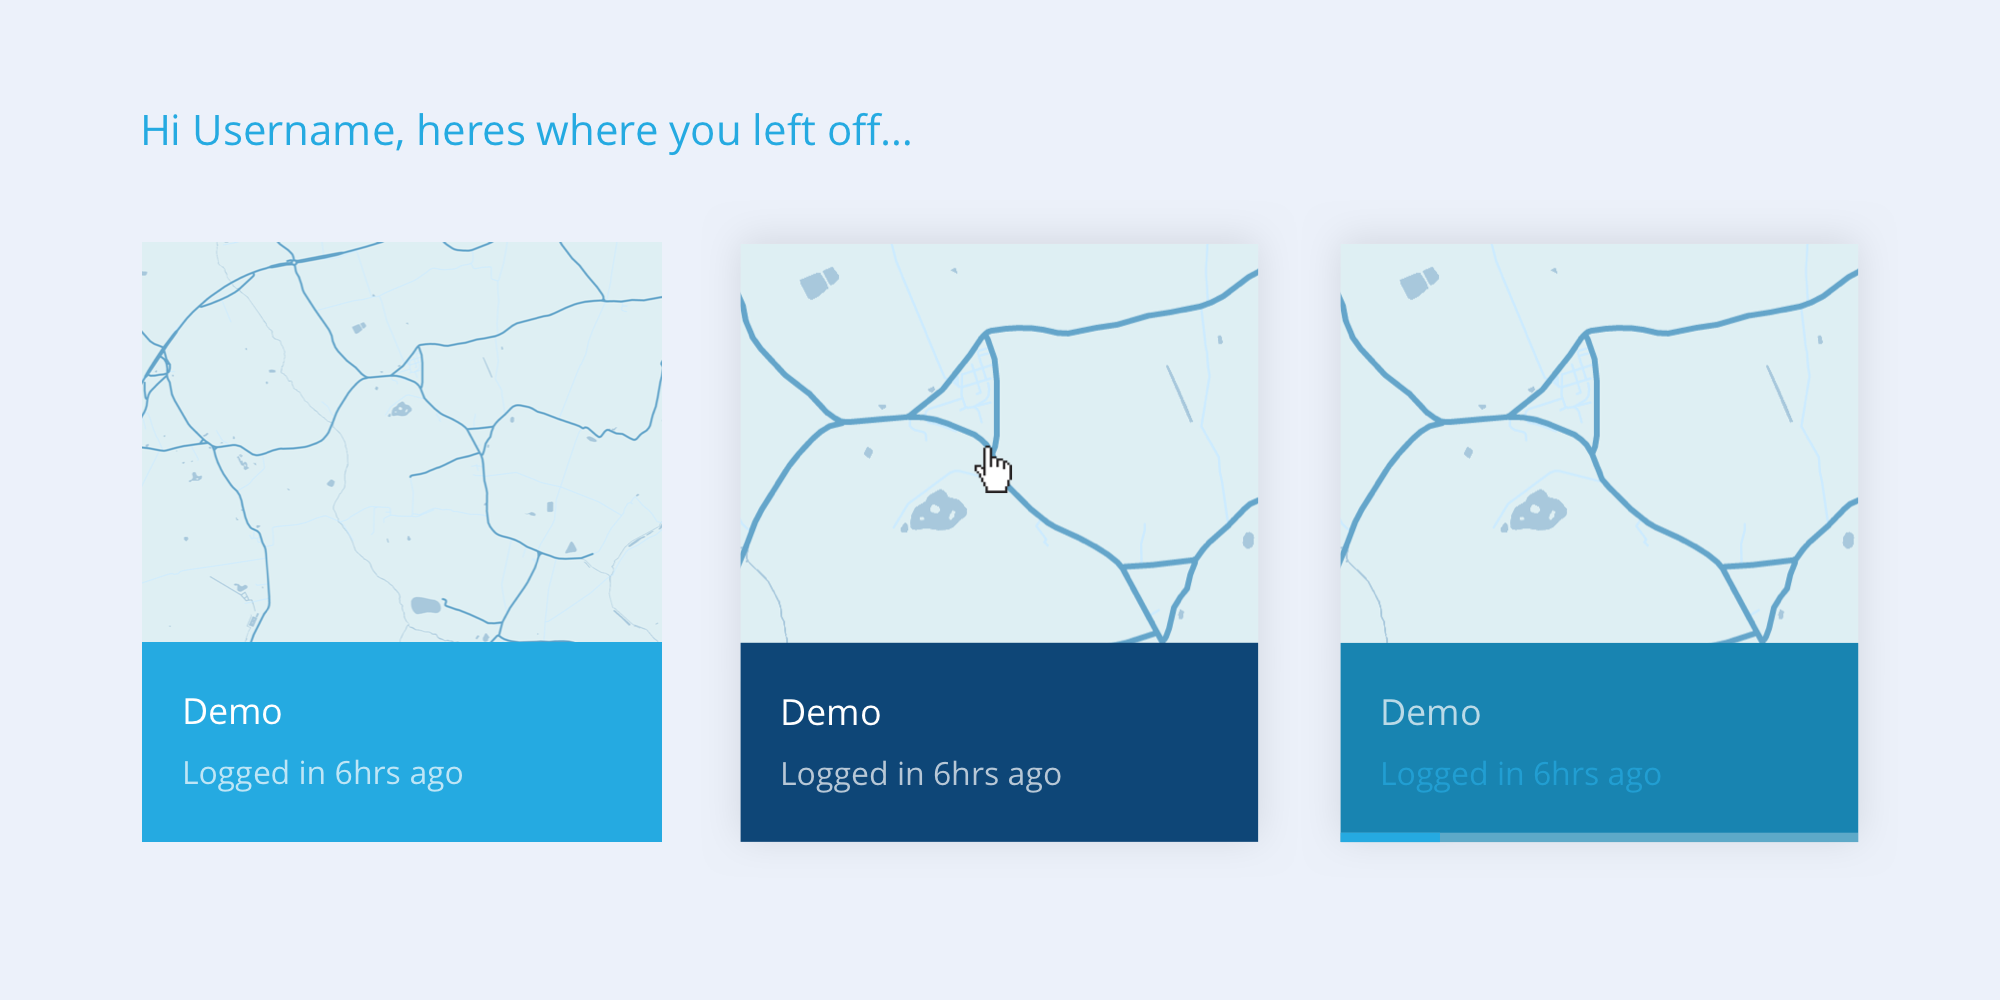 Hi Username, heres where you left off...
Demo
Logged in 6hrs ago
Demo
Logged in 6hrs ago
Demo
Logged in 6hrs ago